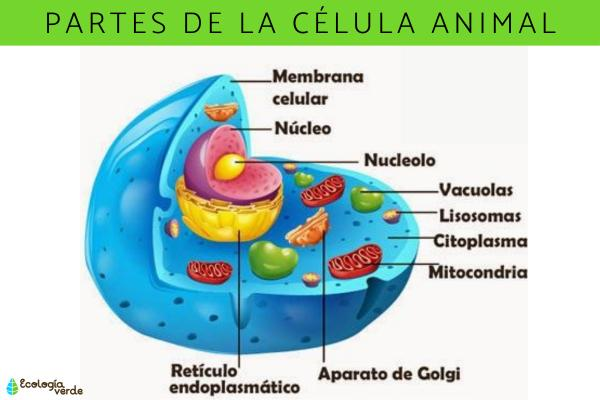 PARTES DE LA CÉLULA ANIMAL
Membrana
celular
Núcleo
Nucleolo
Vacuolas
Lisosomas
Citoplasma
Mitocondria
Retículo
endoplasmático
Aparato de Golgi
Ecología
verde